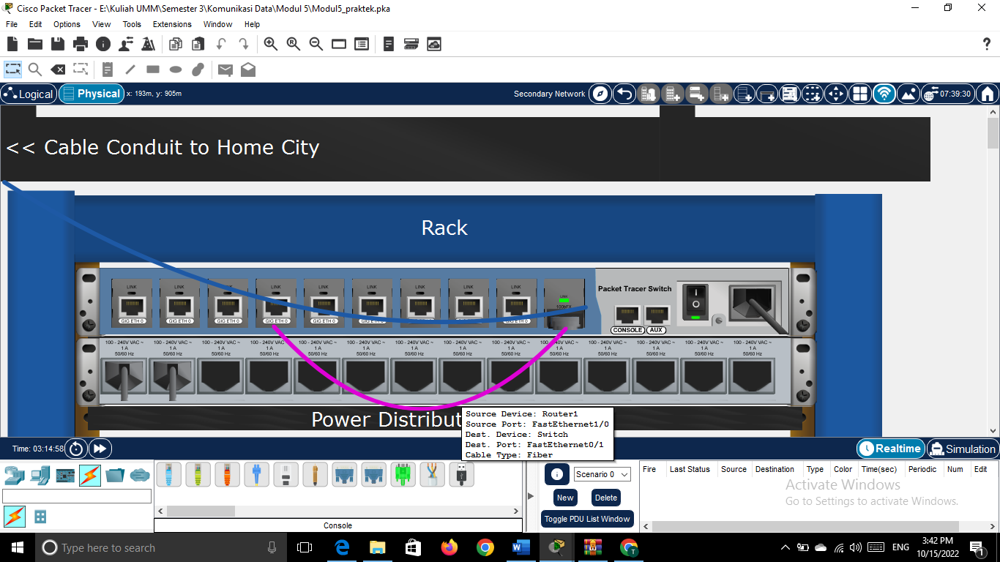 Cisco Packet Tracer - E:\Kuliah UMM\Semester 3\Komunikasi Data\Modul 5\Modul5_praktek.pka
File Edit Options View Tools Extensions Window Help
Logical Physical x: 193m, y: 905m Secondary Network 07:39:30
<< Cable Conduit to Home City
Rack
LINK LINK LINK LINK LINK LINK LINK LINK LINK LINK
100bFX
Packet Tracer Switch
GIG ETH 0 GIG ETH 0 GIG ETH 0 GIG ETH 0 GIG ETH 0 GIG ETH 0 GIG ETH 0 GIG ETH 0 GIG ETH 0
CONSOLE AUX
100 - 240V VAC ~ 100 - 240V VAC ~ 100 - 240V VAC ~ 100 - 240V VAC ~ 100 - 240V VAC ~ 100 - 240V VAC ~ 100 - 240V VAC ~ 100 - 240V VAC ~ 100 - 240V VAC ~ 100 - 240V VAC ~ 100 - 240V VAC ~ 100 - 240V VAC ~ 100 - 240V VAC ~ 100 - 240V VAC ~
1 A 1 A 1 A 1 A 1 A 1 A 1 A 1 A 1 A 1 A 1 A 1 A 1 A 1 A
50/60 Hz 50/60 Hz 50/60 Hz 50/60 Hz 50/60 Hz 50/60 Hz 50/60 Hz 50/60 Hz 50/60 Hz 50/60 Hz 50/60 Hz 50/60 Hz 50/60 Hz 50/60 Hz
Power Distribut
Source Device: Router1
Source Port: FastEthernet1/0
Dest. Device: Switch
Dest. Port: FastEthernet0/1
Cable Type: Fiber
Time: 03:14:58 Realtime Simulation
Scenario 0
New Delete
Toggle PDU List Window
Fire Last Status Source Destination Type Color Time(sec) Periodic Num Edit
Activate Windows
Go to Settings to activate Windows.
Console
Type here to search
ENG
3:42 PM
10/15/2022
1